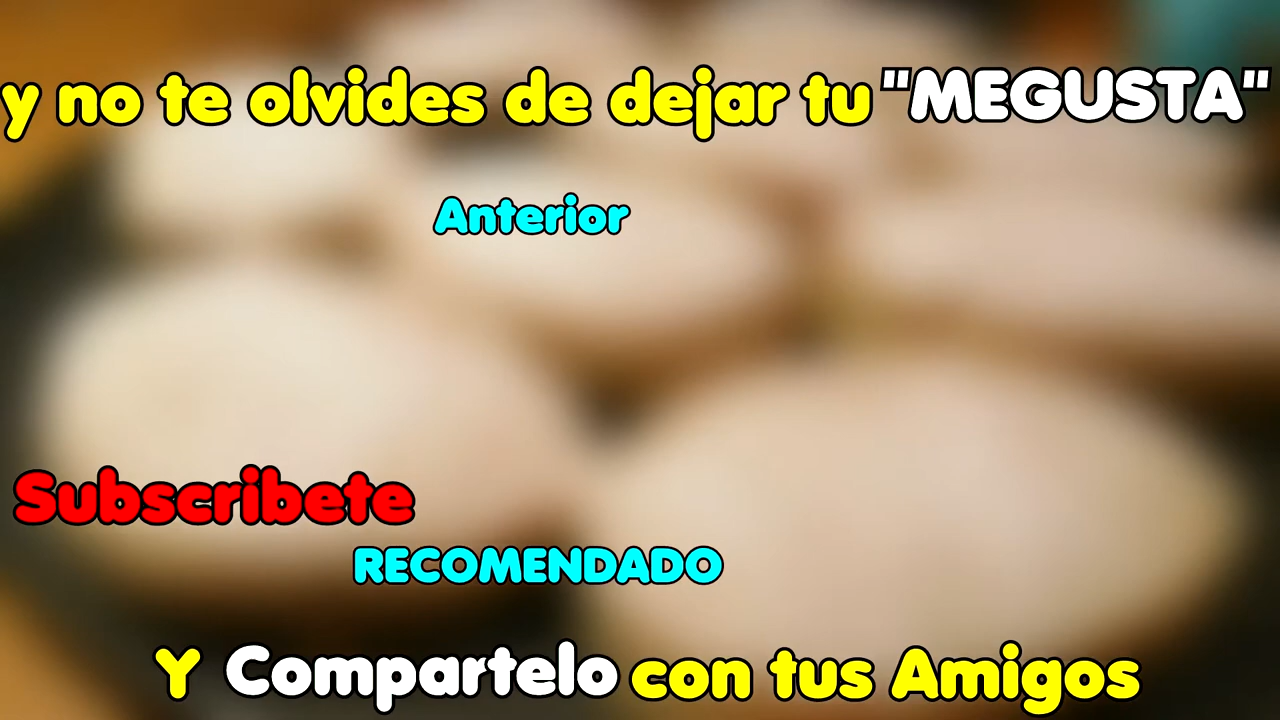 y no te olvides de dejar tu "MEGUSTA"
Anterior
Subscribete
RECOMENDADO
Y Compartelo con tus Amigos